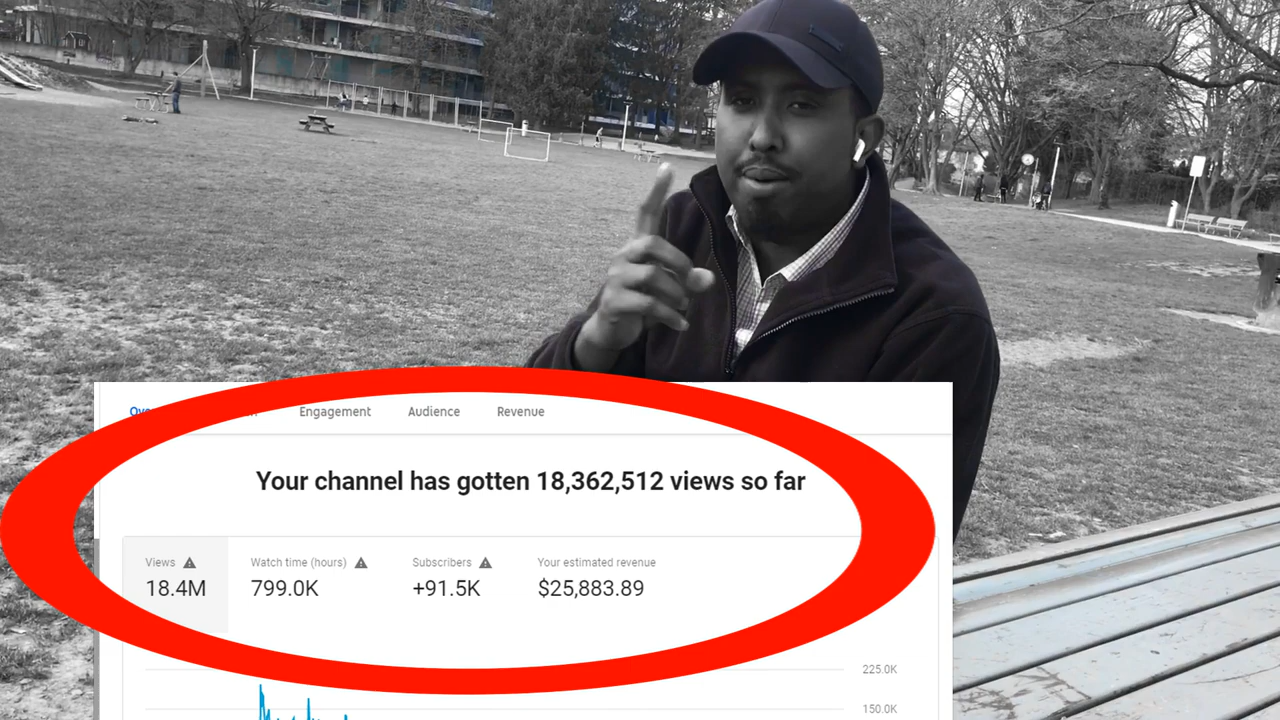 Engagement Audience Revenue
Your channel has gotten 18,362,512 views so far
Views Watch time (hours) Subscribers Your estimated revenue
18.4M 799.0K +91.5K $25,883.89
225.0K
150.0K